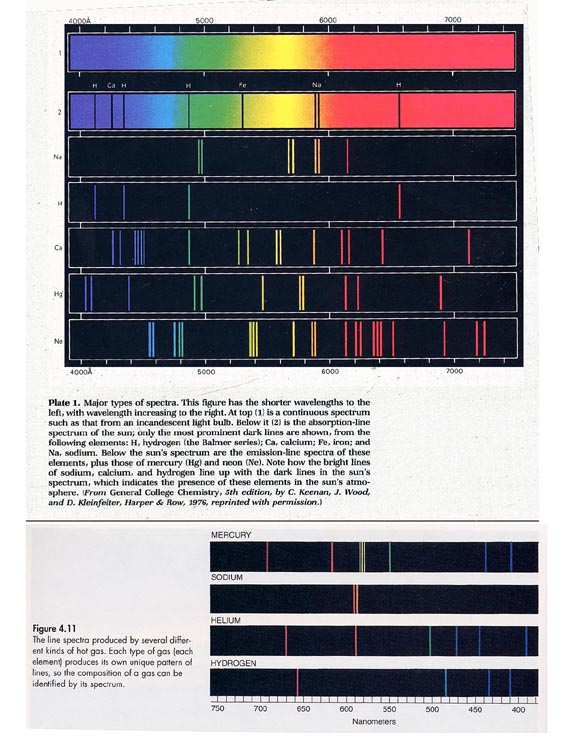 4000Å 5000 6000 7000
1
H Ca H H Fe Na H
2
Na
H
Ca
Hg
Ne
4000Å 5000 6000 7000
Plate 1. Major types of spectra. This figure has the shorter wavelengths to the
left, with wavelength increasing to the right. At top (1) is a continuous spectrum
such as that from an incandescent light bulb. Below it (2) is the absorption-line
spectrum of the sun; only the most prominent dark lines are shown, from the
following elements: H, hydrogen (the Balmer series); Ca, calcium; Fe, iron; and
Na, sodium. Below the sun's spectrum are the emission-line spectra of these
elements, plus those of mercury (Hg) and neon (Ne). Note how the bright lines
of sodium, calcium, and hydrogen line up with the dark lines in the sun's
spectrum, which indicates the presence of these elements in the sun's atmo-
sphere. (From General College Chemistry, 5th edition, by C. Keenan, J. Wood,
and D. Kleinfelter, Harper & Row, 1976, reprinted with permission.)
MERCURY
SODIUM
HELIUM
HYDROGEN
750 700 650 600 550 500 450 400
Nanometers
Figure 4.11
The line spectra produced by several differ-
ent kinds of hot gas. Each type of gas (each
element) produces its own unique pattern of
lines, so the composition of a gas can be
identified by its spectrum.